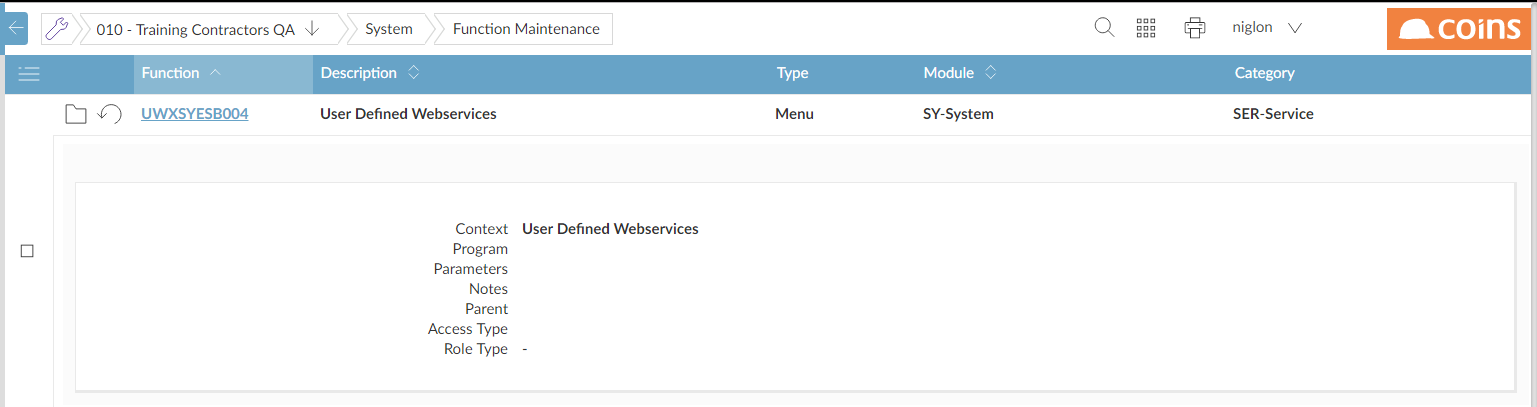 010 - Training Contractors QA System Function Maintenance niglon coins
Function Description Type Module Category
UWXSYESB004 User Defined Webservices Menu SY-System SER-Service
Context User Defined Webservices
Program
Parameters
Notes
Parent
Access Type
Role Type -